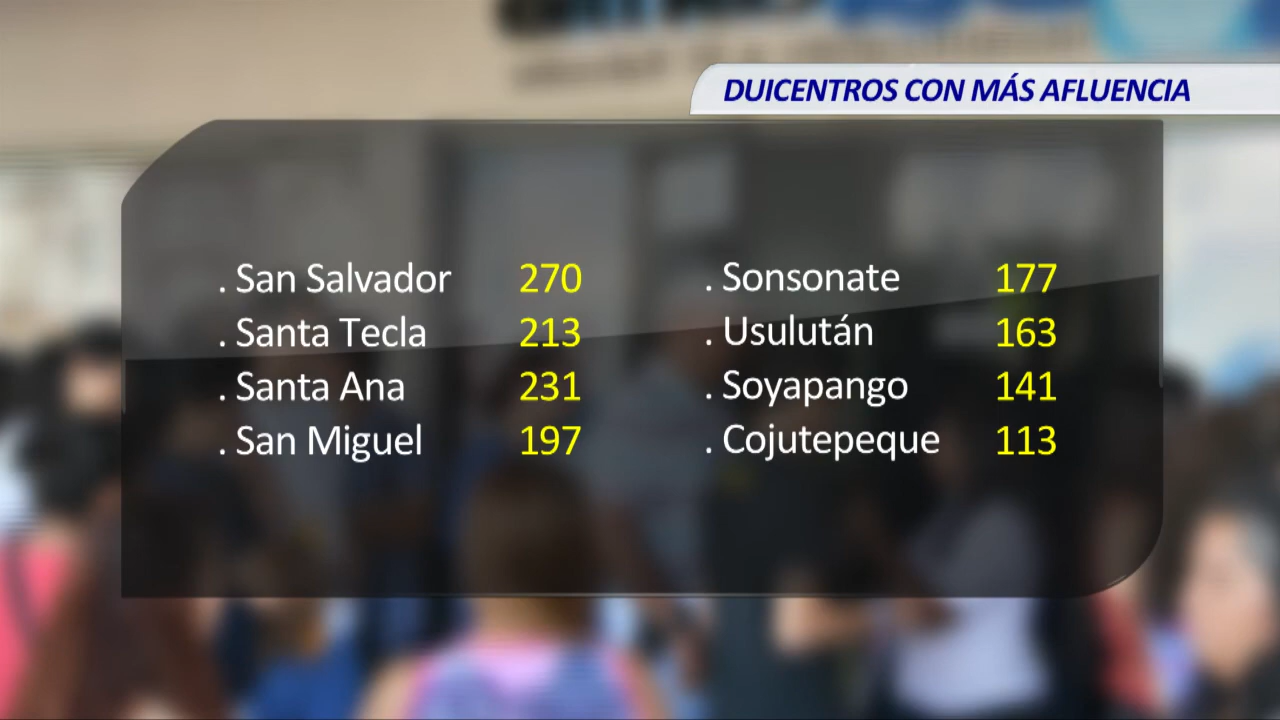 DUICENTROS CON MÁS AFLUENCIA
. San Salvador 270
. Santa Tecla 213
. Santa Ana 231
. San Miguel 197
. Sonsonate 177
. Usulután 163
. Soyapango 141
. Cojutepeque 113